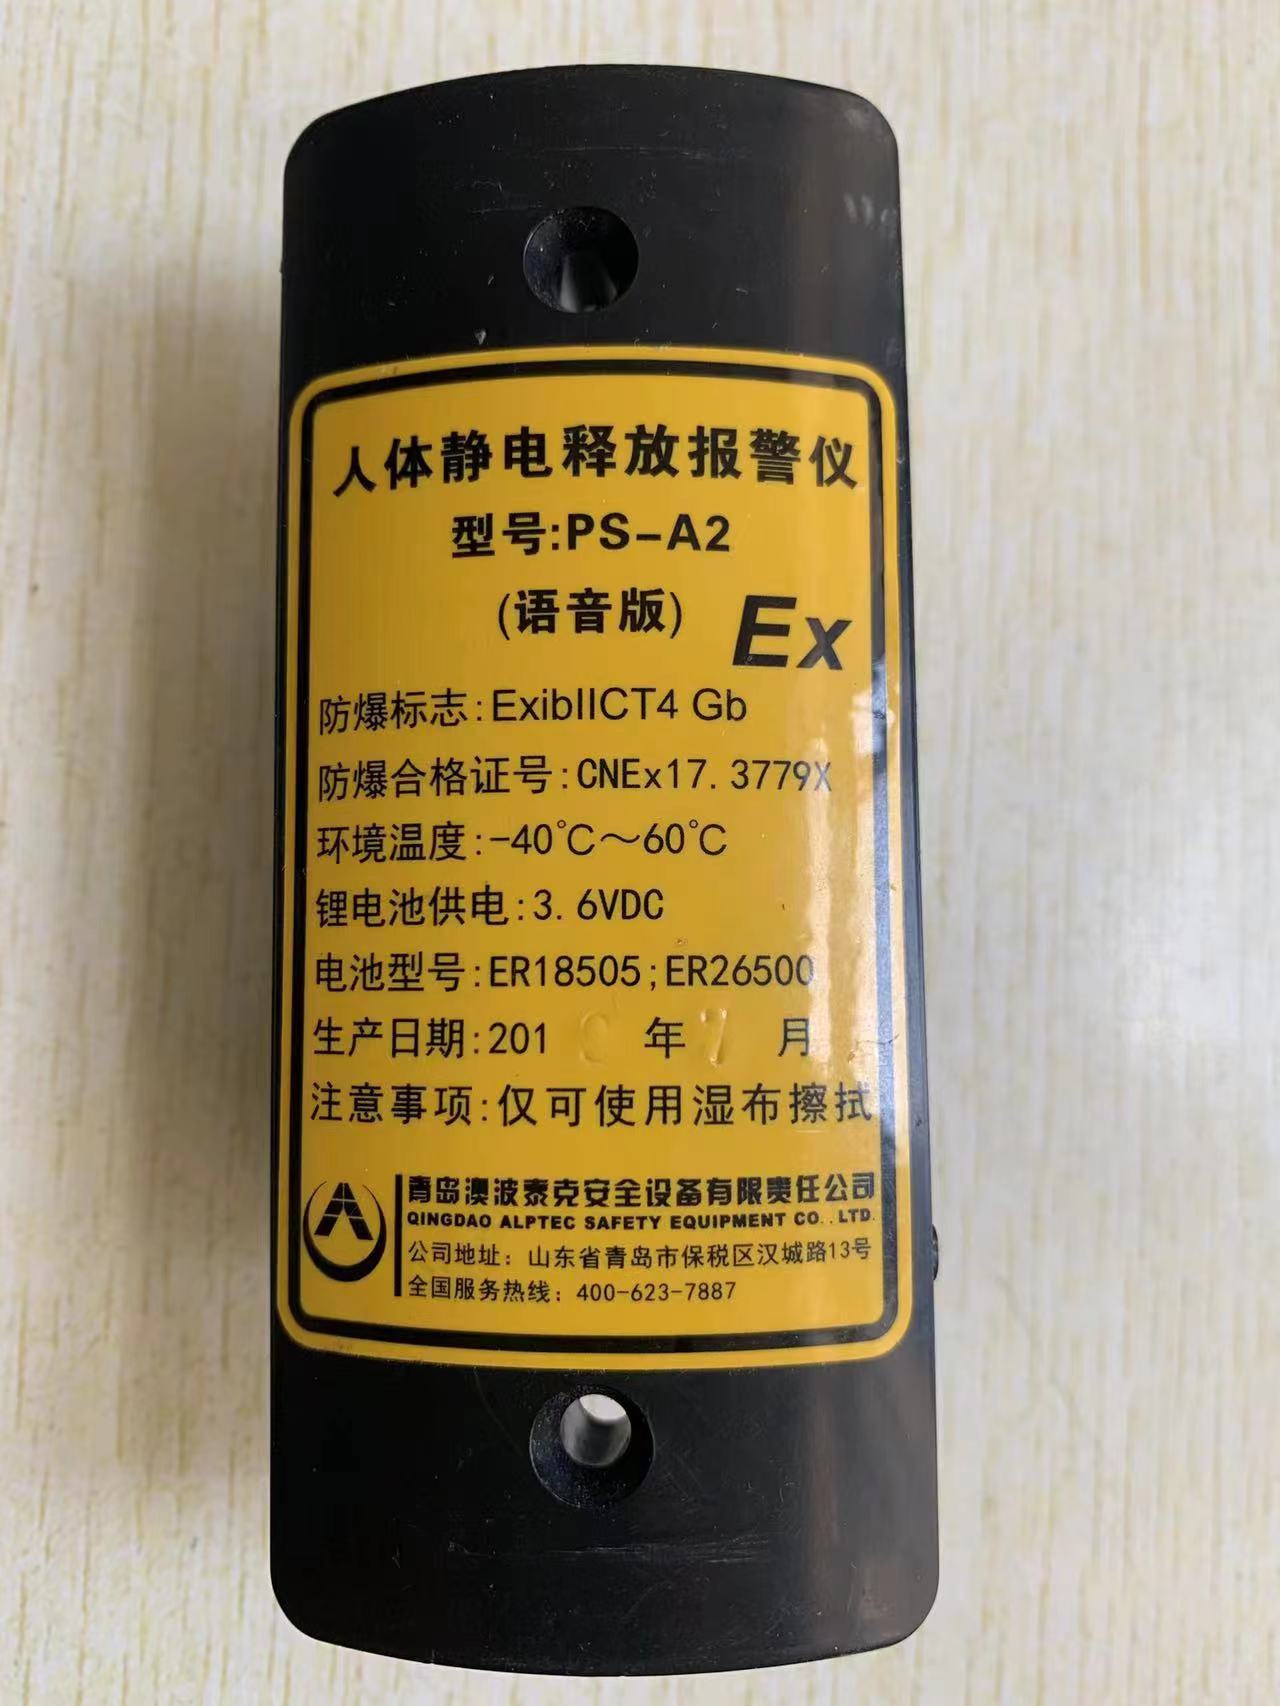 人体静电释放报警仪
型号:PS-A2
(语音版)
Ex
防爆标志:ExibIICT4 Gb
防爆合格证号:CNEx17.3779X
环境温度:-40℃～60℃
锂电池供电:3.6VDC
电池型号:ER18505;ER26500
生产日期:201 年7 月
注意事项:仅可使用湿布擦拭
青岛澳波泰克安全设备有限责任公司
QINGDAO ALPTEC SAFETY EQUIPMENT CO.,LTD.
公司地址：山东省青岛市保税区汉城路13号
全国服务热线：400-623-7887